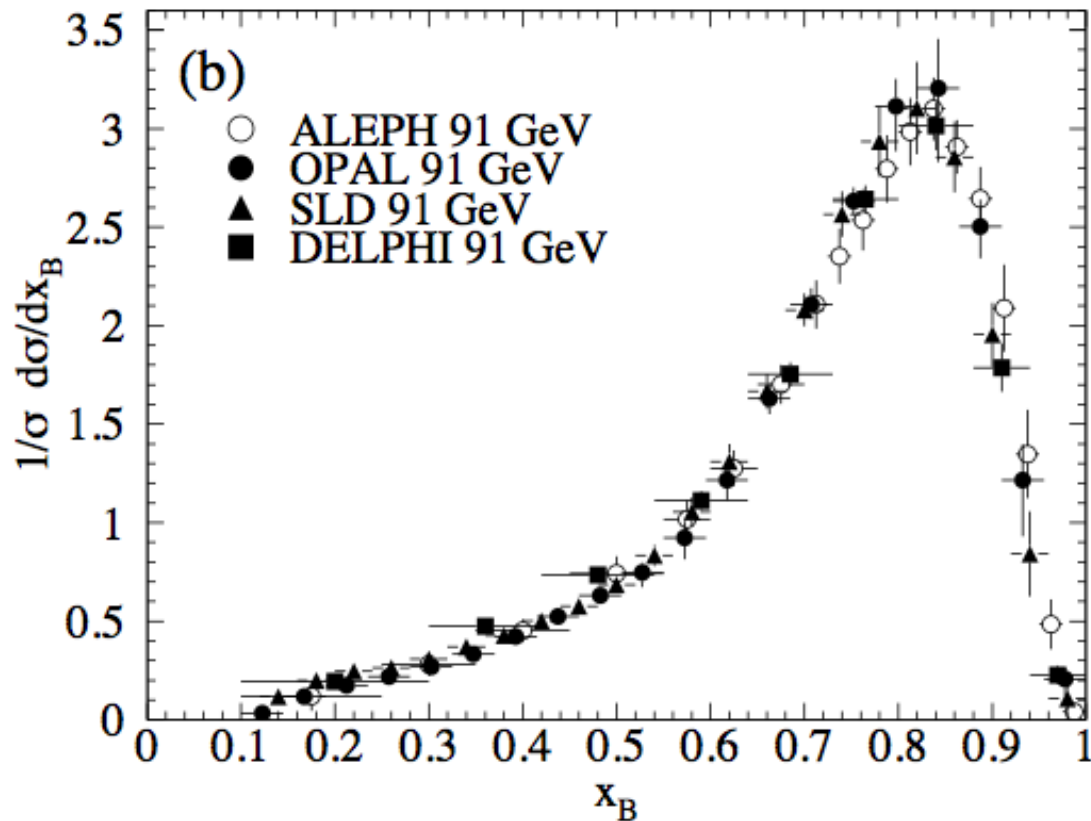 3.5
3
2.5
2
1.5
1
0.5
0
(b)
ALEPH 91 GeV
OPAL 91 GeV
SLD 91 GeV
DELPHI 91 GeV
1/σ dσ/dx_B
0 0.1 0.2 0.3 0.4 0.5 0.6 0.7 0.8 0.9 1
x_B